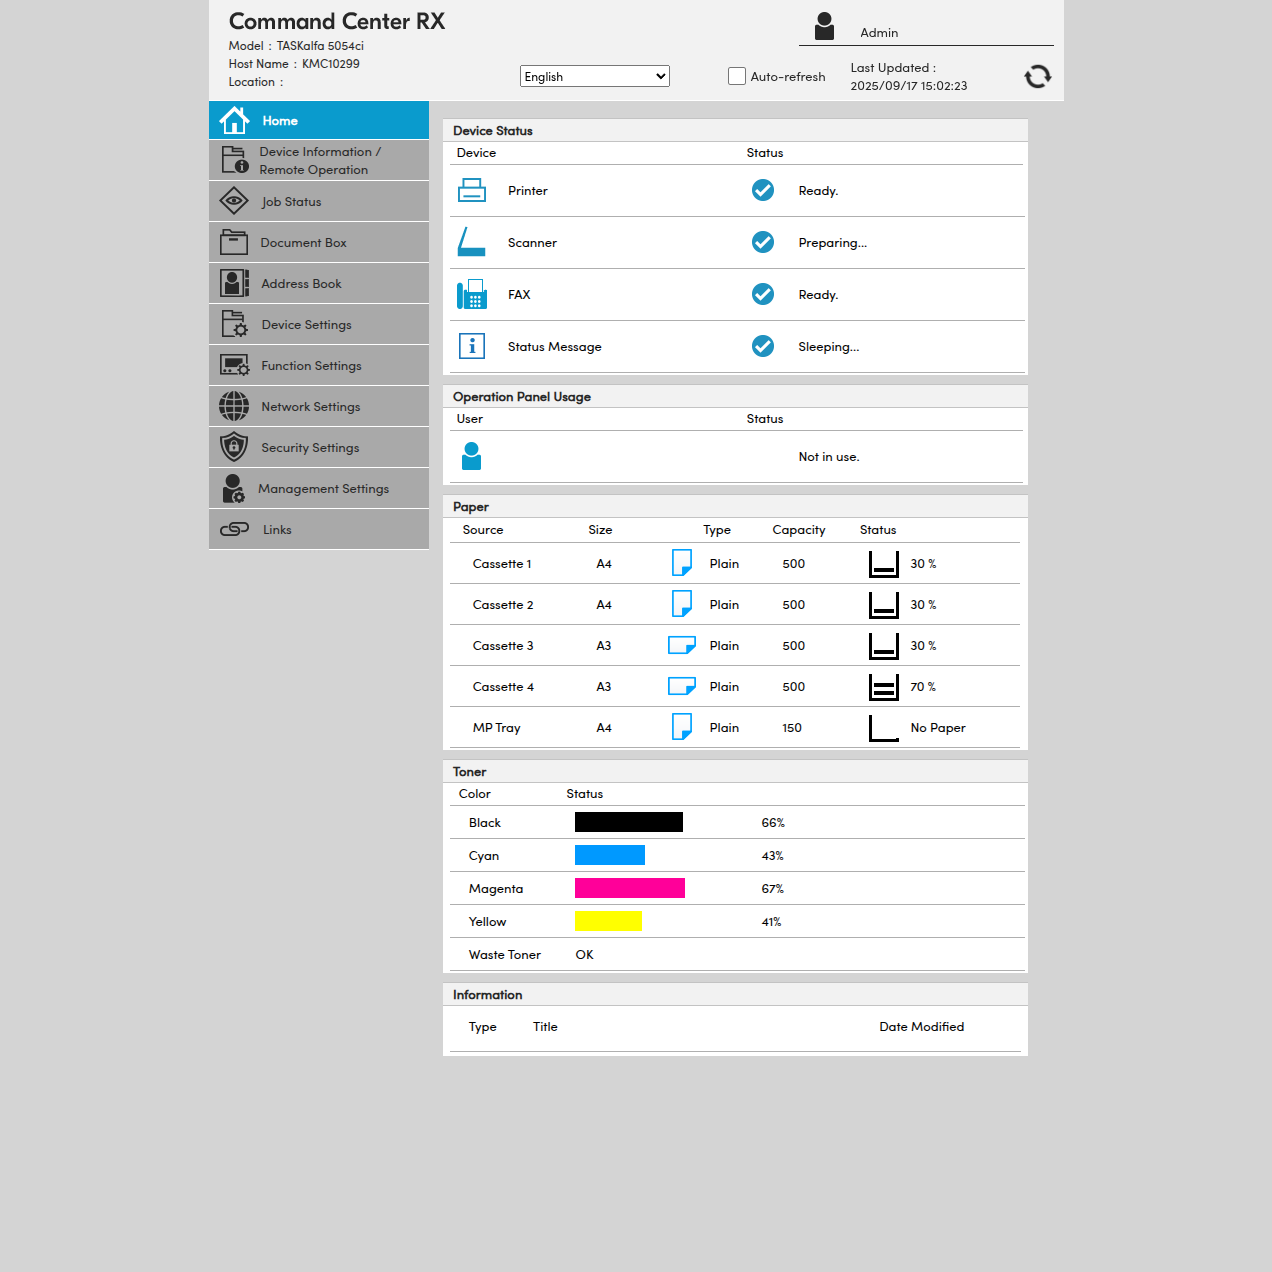 Command Center RX
Model : TASKalfa 5054ci
Host Name : KMC10299
Location :
Admin
English
Auto-refresh
Last Updated :
2025/09/17 15:02:23
Home
Device Information /
Remote Operation
Job Status
Document Box
Address Book
Device Settings
Function Settings
Network Settings
Security Settings
Management Settings
Links
Device Status
Device Status
Printer Ready.
Scanner Preparing...
FAX Ready.
Status Message Sleeping...
Operation Panel Usage
User Status
Not in use.
Paper
Source Size Type Capacity Status
Cassette 1 A4 Plain 500 30 %
Cassette 2 A4 Plain 500 30 %
Cassette 3 A3 Plain 500 30 %
Cassette 4 A3 Plain 500 70 %
MP Tray A4 Plain 150 No Paper
Toner
Color Status
Black 66%
Cyan 43%
Magenta 67%
Yellow 41%
Waste Toner OK
Information
Type Title Date Modified